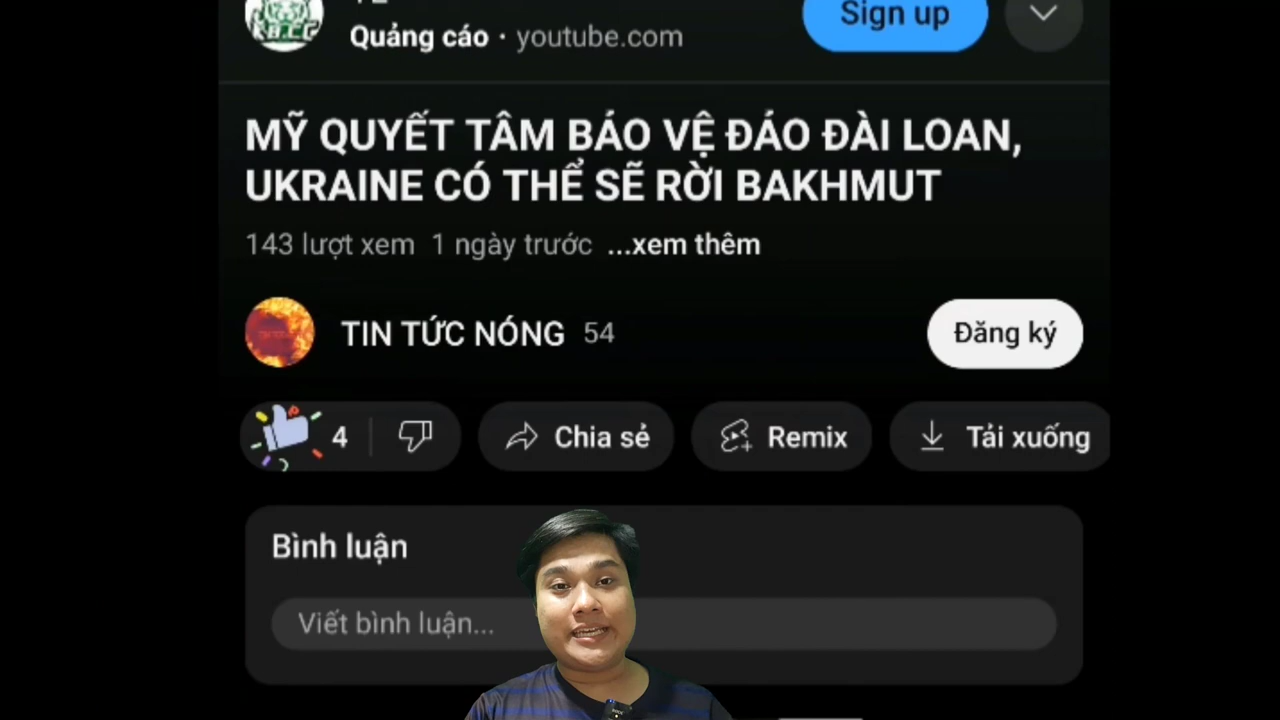 Sign up
Quảng cáo · youtube.com
MỸ QUYẾT TÂM BẢO VỆ ĐẢO ĐÀI LOAN,
UKRAINE CÓ THỂ SẼ RỜI BAKHMUT
143 lượt xem 1 ngày trước ...xem thêm
TIN TỨC NÓNG 54
Đăng ký
4
Chia sẻ
Remix
Tải xuống
Bình luận
Viết bình luận...